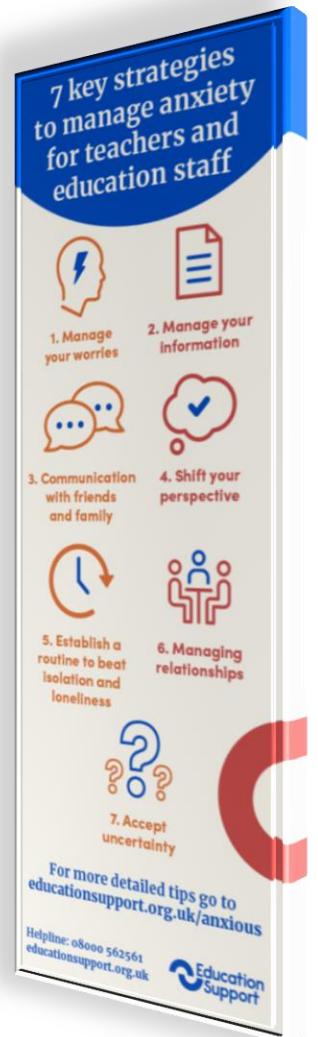 7 key strategies
to manage anxiety
for teachers and
education staff
1. Manage
your worries
2. Manage your
information
3. Communication
with friends
and family
4. Shift your
perspective
5. Establish a
routine to beat
isolation and
loneliness
6. Managing
relationships
7. Accept
uncertainty
For more detailed tips go to
educationsupport.org.uk/anxious
Helpline: 08000 562561
educationsupport.org.uk
Education
Support